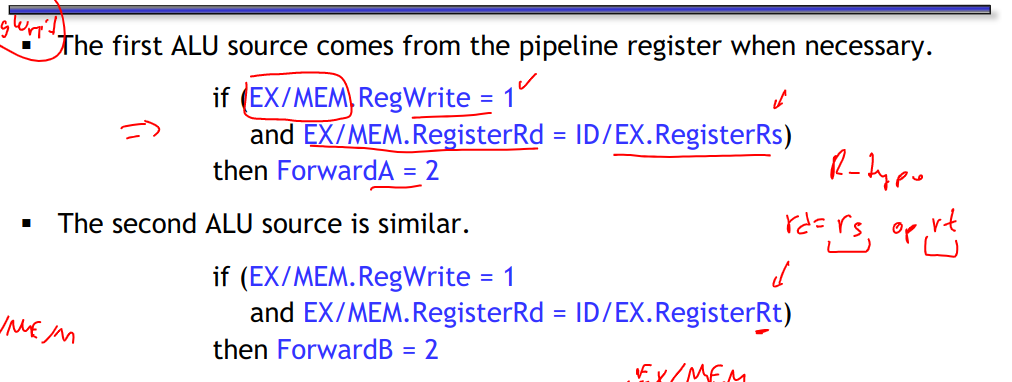 The first ALU source comes from the pipeline register when necessary.
if (EX/MEM.RegWrite = 1
and EX/MEM.RegisterRd = ID/EX.RegisterRs)
then ForwardA = 2
R-type
▪ The second ALU source is similar.
rd = rs op rt
if (EX/MEM.RegWrite = 1
and EX/MEM.RegisterRd = ID/EX.RegisterRt)
/MEM
then ForwardB = 2
EX/MEM